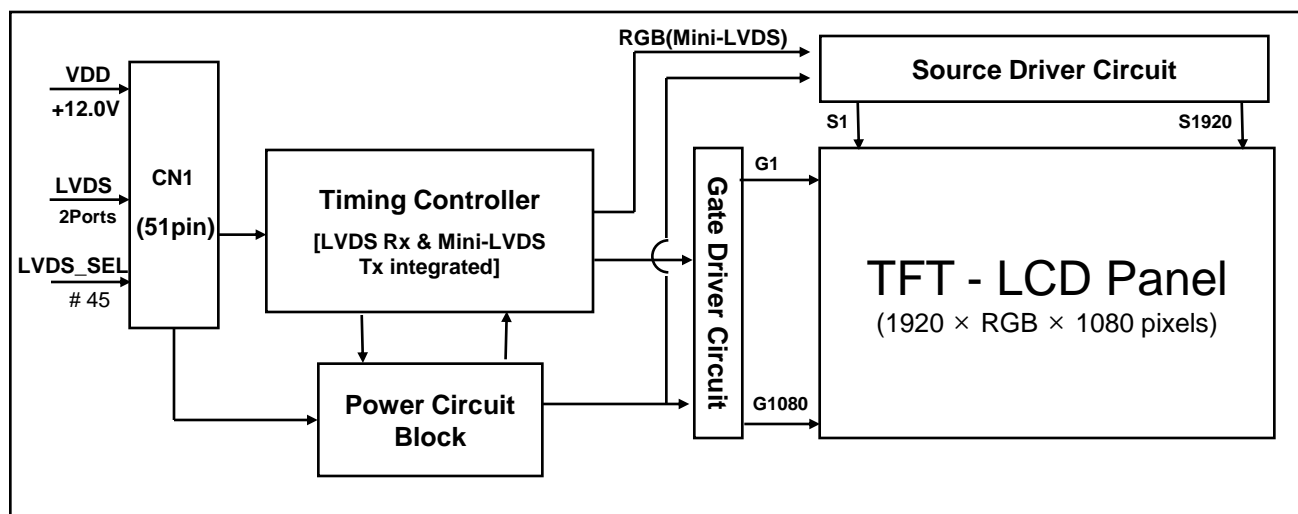 RGB(Mini-LVDS)
Source Driver Circuit
VDD
+12.0V
S1
S1920
CN1
(51pin)
LVDS
2Ports
LVDS_SEL
# 45
Timing Controller
[LVDS Rx & Mini-LVDS
Tx integrated]
Gate Driver Circuit
G1
G1080
TFT - LCD Panel
(1920 × RGB × 1080 pixels)
Power Circuit
Block